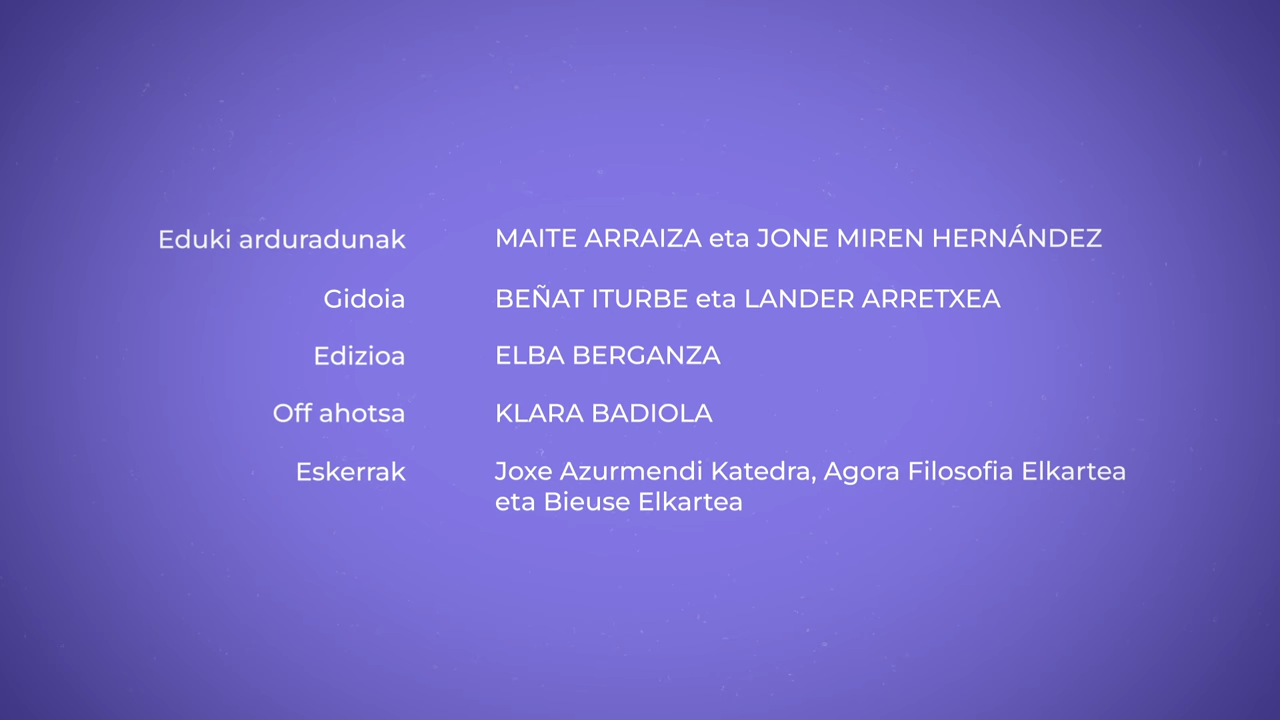 Eduki arduradunak MAITE ARRAIZA eta JONE MIREN HERNÁNDEZ
Gidoia BEÑAT ITURBE eta LANDER ARRETXEA
Edizioa ELBA BERGANZA
Off ahotsa KLARA BADIOLA
Eskerrak Joxe Azurmendi Katedra, Agora Filosofia Elkartea
eta Bieuse Elkartea